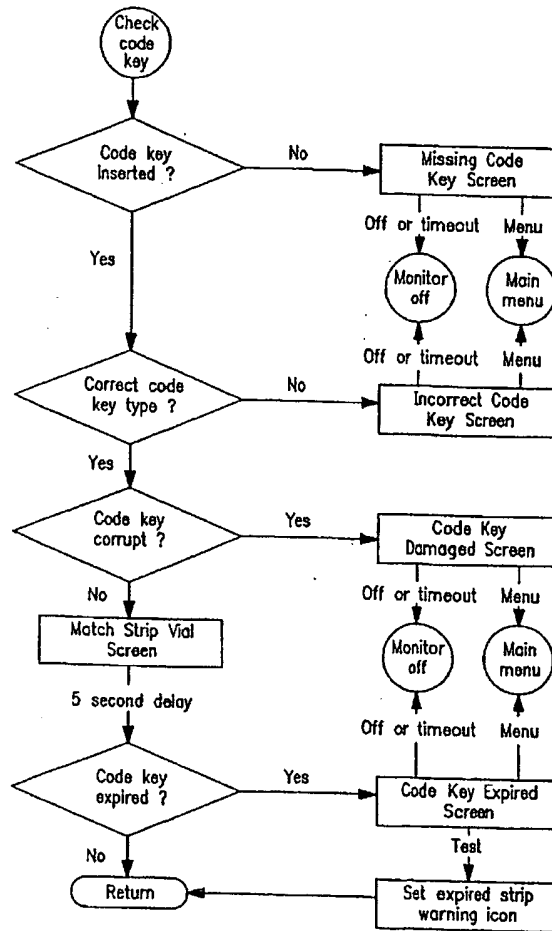 Check
code
key
Code key
inserted ?
No
Missing Code
Key Screen
Off or timeout
Menu
Yes
Monitor
off
Main
menu
Off or timeout
Menu
Correct code
key type ?
No
Incorrect Code
Key Screen
Yes
Code key
corrupt ?
Yes
Code Key
Damaged Screen
No
Off or timeout
Menu
Match Strip Vial
Screen
Monitor
off
Main
menu
5 second delay
Off or timeout
Menu
Code key
expired ?
Yes
Code Key Expired
Screen
Test
No
Return
Set expired strip
warning icon